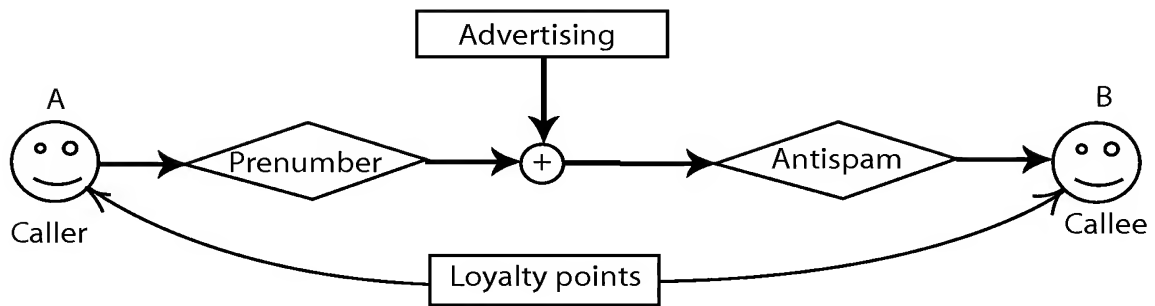 Advertising
A
B
Prenumber
+
Antispam
Caller
Callee
Loyalty points